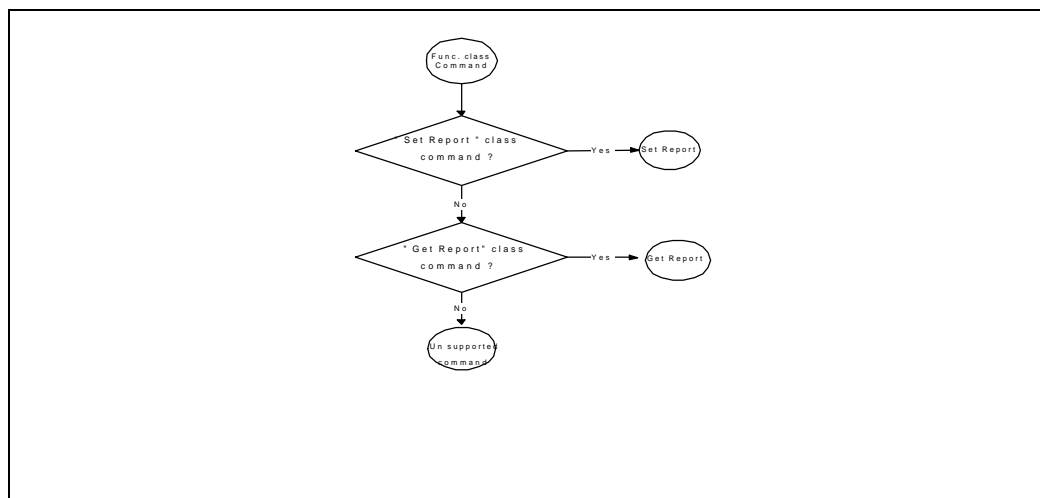 Func. class
Command
" Set Report " class
command ?
Yes
Set Report
No
" Get Report" class
command ?
Yes
Get Report
No
Un supported
command